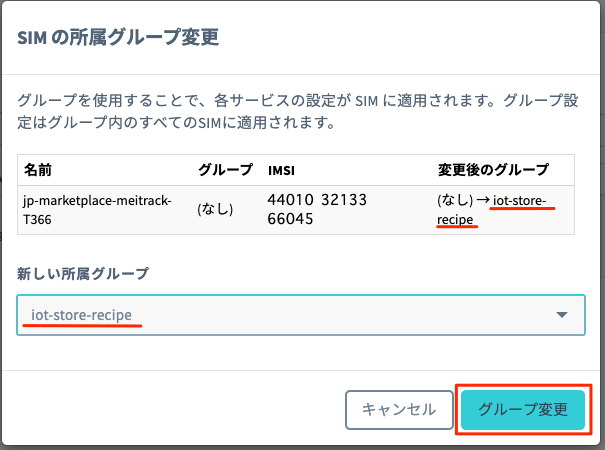 SIM の所属グループ変更
グループを使用することで、各サービスの設定が SIM に適用されます。グループ設
定はグループ内のすべてのSIMに適用されます。
名前 グループ IMSI 変更後のグループ
jp-marketplace-meitrack- (なし) 44010 32133 (なし) → iot-store-
T366 66045 recipe
新しい所属グループ
iot-store-recipe
キャンセル グループ変更